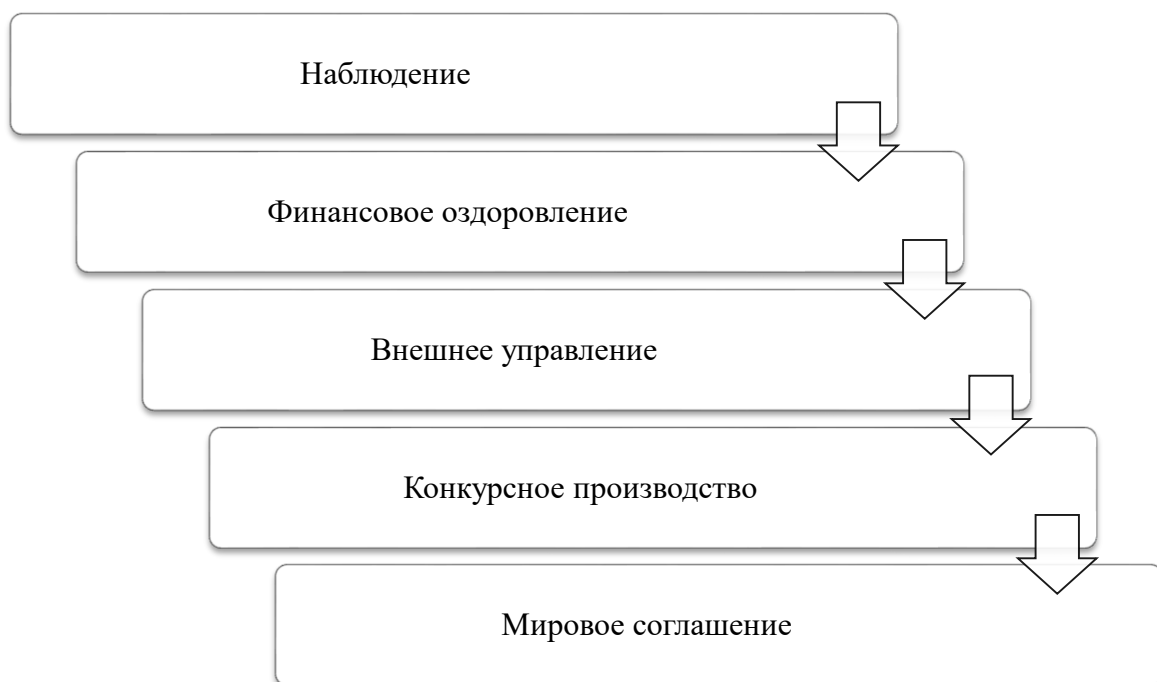 Наблюдение
Финансовое оздоровление
Внешнее управление
Конкурсное производство
Мировое соглашение